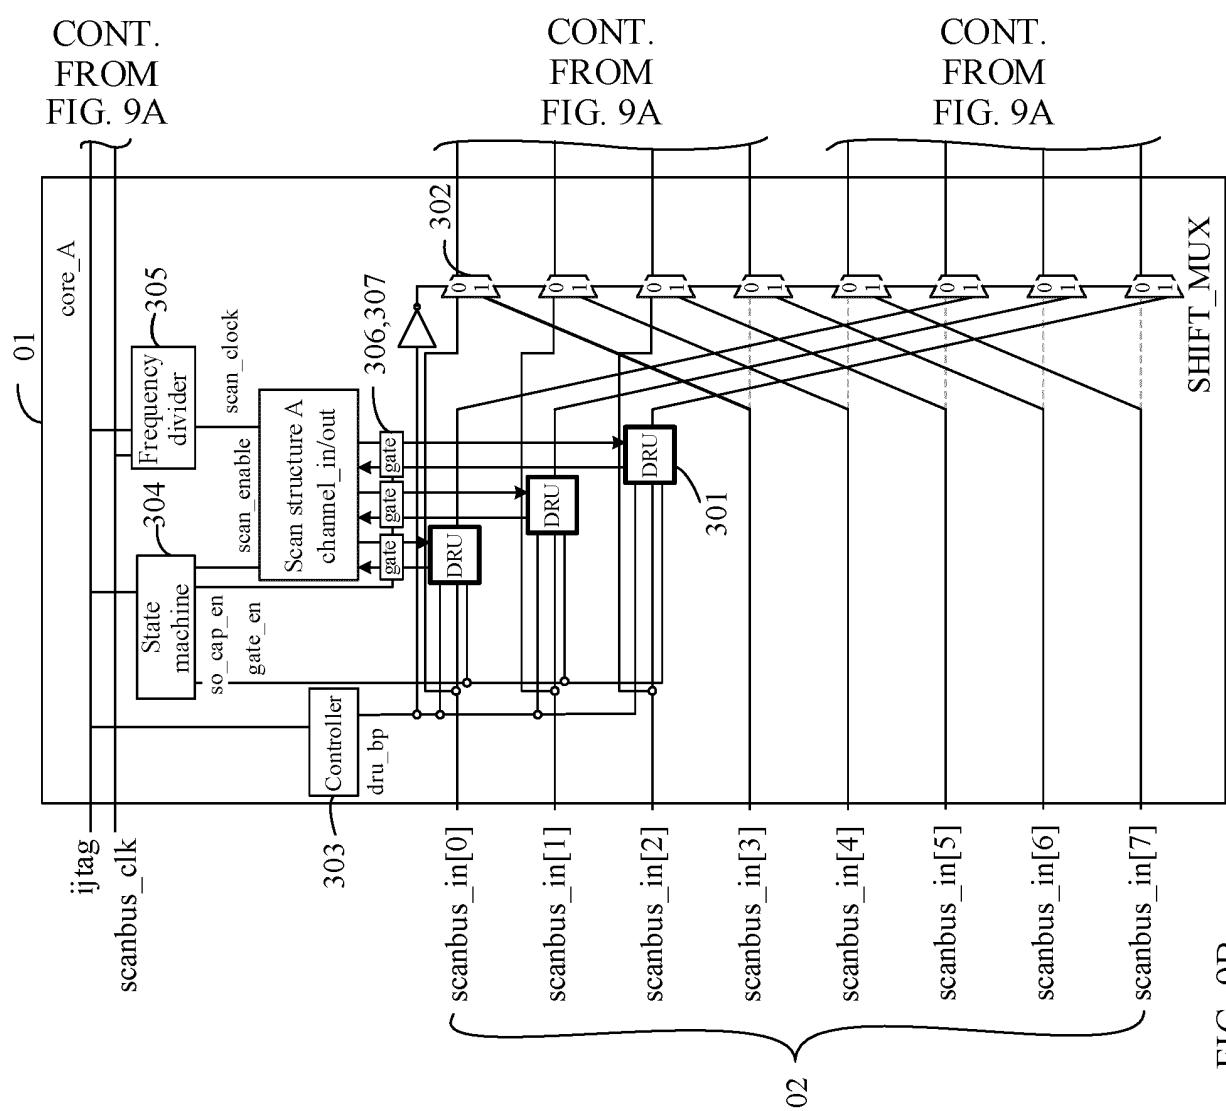 CONT.
FROM
FIG. 9A
CONT.
FROM
FIG. 9A
CONT.
FROM
FIG. 9A
01
core_A
302
305
Frequency
divider
scan_clock
306,307
304
State
machine
scan_enable
Scan structure A
channel_in/out
gate
gate
gate
so_cap_en
gate_en
DRU
DRU
DRU
301
0
1
0
1
0
1
0
1
0
1
0
1
0
1
0
1
SHIFT_MUX
Controller
303
dru_bp
ijtag
scanbus_clk
scanbus_in[0]
scanbus_in[1]
scanbus_in[2]
scanbus_in[3]
scanbus_in[4]
scanbus_in[5]
scanbus_in[6]
scanbus_in[7]
02